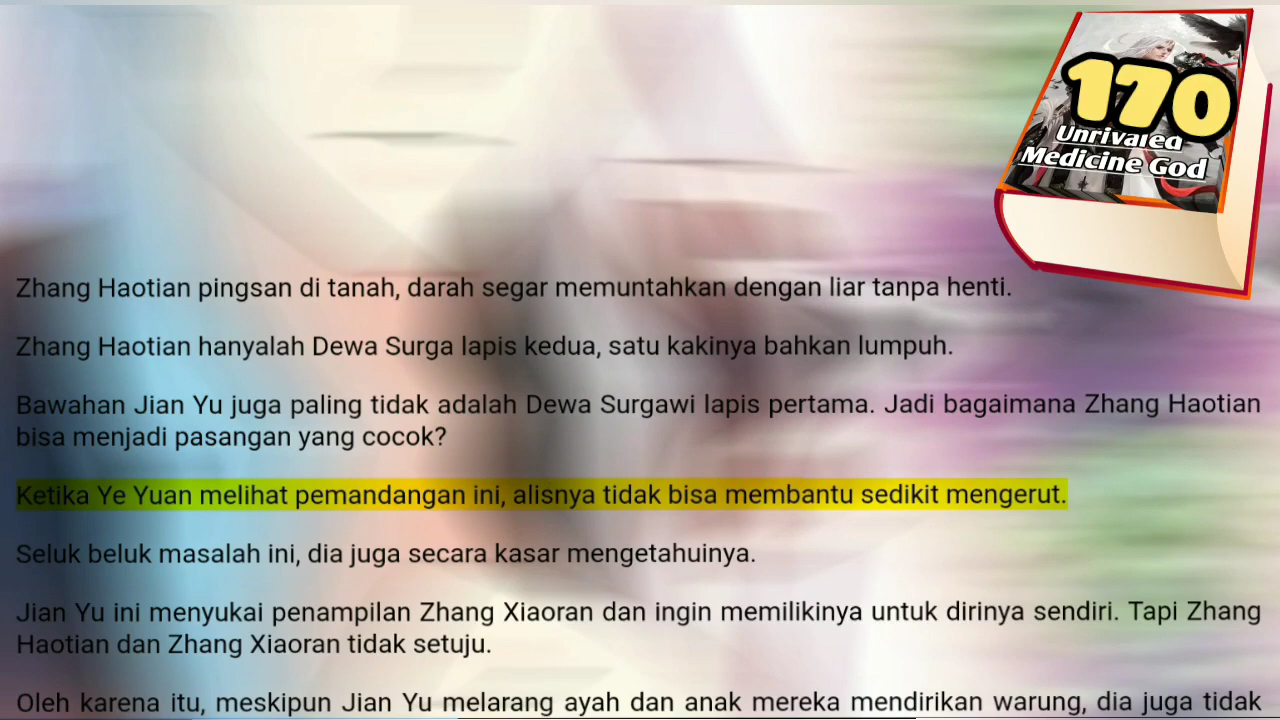 170
Unrivaled
Medicine God
Zhang Haotian pingsan di tanah, darah segar memuntahkan dengan liar tanpa henti.
Zhang Haotian hanyalah Dewa Surga lapis kedua, satu kakinya bahkan lumpuh.
Bawahan Jian Yu juga paling tidak adalah Dewa Surgawi lapis pertama. Jadi bagaimana Zhang Haotian
bisa menjadi pasangan yang cocok?
Ketika Ye Yuan melihat pemandangan ini, alisnya tidak bisa membantu sedikit mengerut.
Seluk beluk masalah ini, dia juga secara kasar mengetahuinya.
Jian Yu ini menyukai penampilan Zhang Xiaoran dan ingin memilikinya untuk dirinya sendiri. Tapi Zhang
Haotian dan Zhang Xiaoran tidak setuju.
Oleh karena itu, meskipun Jian Yu melarang ayah dan anak mereka mendirikan warung, dia juga tidak